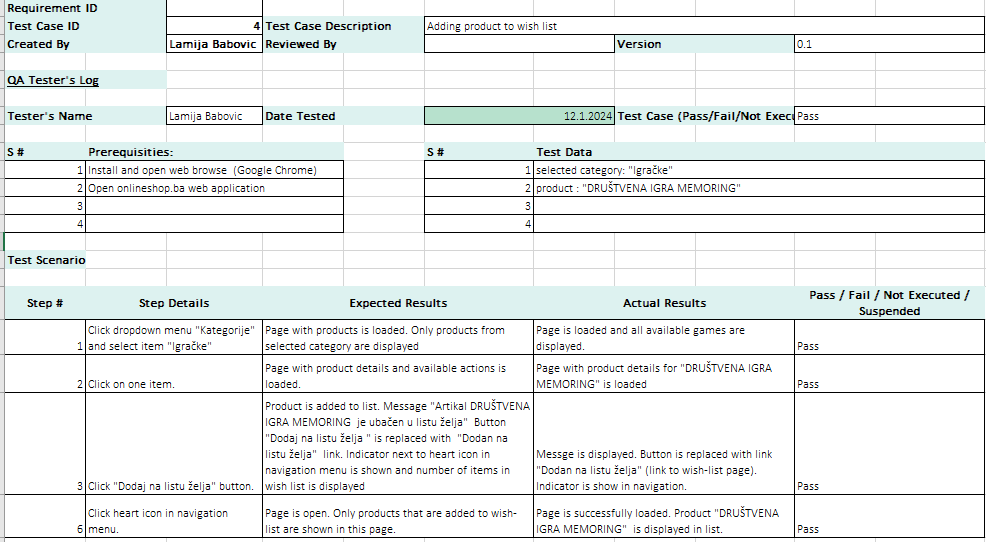 Requirement ID
Test Case ID 4 Test Case Description Adding product to wish list
Created By Lamija Babovic Reviewed By Version 0.1
QA Tester's Log
Tester's Name Lamija Babovic Date Tested 12.1.2024 Test Case (Pass/Fail/Not Exec Pass
S # Prerequisities: S # Test Data
1 Install and open web browse (Google Chrome) 1 selected category: "Igračke"
2 Open onlineshop.ba web application 2 product : "DRUŠTVENA IGRA MEMORING"
3 3
4 4
Test Scenario
Step # Step Details Expected Results Actual Results Pass / Fail / Not Executed /
Suspended
Click dropdown menu "Kategorije"
1 and select item "Igračke"
Page with products is loaded. Only products from
selected category are displayed
Page is loaded and all available games are
displayed.
Pass
2 Click on one item.
Page with product details and available actions is
loaded.
Page with product details for "DRUŠTVENA IGRA
MEMORING" is loaded
Pass
3 Click "Dodaj na listu želja" button.
Product is added to list. Message "Artikal DRUŠTVENA
IGRA MEMORING je ubačen u listu želja" Button
"Dodaj na listu želja " is replaced with "Dodan na
listu želja" link. Indicator next to heart icon in
navigation menu is shown and number of items in
wish list is displayed
Messge is displayed. Button is replaced with link
"Dodan na listu želja" (link to wish-list page).
Indicator is show in navigation.
Pass
Click heart icon in navigation
6 menu.
Page is open. Only products that are added to wish-
list are shown in this page.
Page is successfully loaded. Product "DRUŠTVENA
IGRA MEMORING" is displayed in list.
Pass